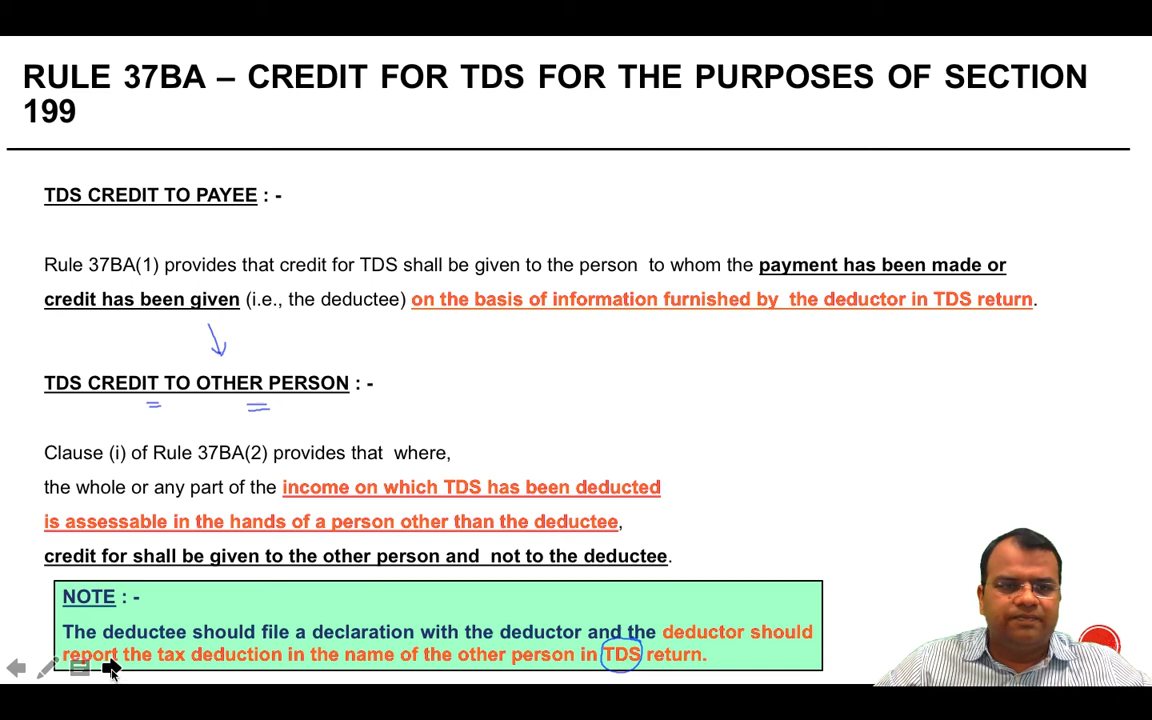 RULE 37BA – CREDIT FOR TDS FOR THE PURPOSES OF SECTION
199
TDS CREDIT TO PAYEE : -
Rule 37BA(1) provides that credit for TDS shall be given to the person to whom the payment has been made or
credit has been given (i.e., the deductee) on the basis of information furnished by the deductor in TDS return.
TDS CREDIT TO OTHER PERSON : -
Clause (i) of Rule 37BA(2) provides that where,
the whole or any part of the income on which TDS has been deducted
is assessable in the hands of a person other than the deductee,
credit for shall be given to the other person and not to the deductee.
NOTE : -
The deductee should file a declaration with the deductor and the deductor should
report the tax deduction in the name of the other person in TDS return.